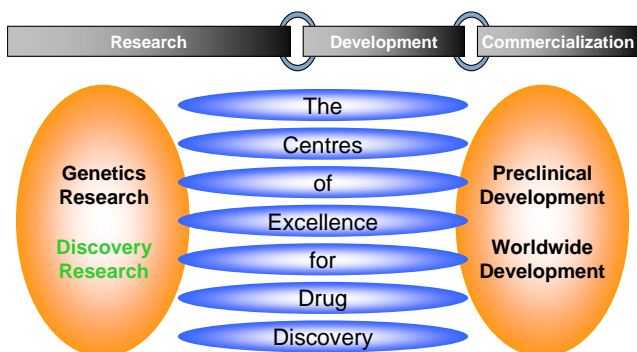 Research
Development
Commercialization
The
Centres
of
Excellence
for
Drug
Discovery
Genetics
Research
Discovery
Research
Preclinical
Development
Worldwide
Development